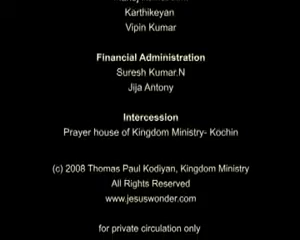 Karthikeyan
Vipin Kumar
Financial Administration
Suresh Kumar.N
Jija Antony
Intercession
Prayer house of Kingdom Ministry- Kochin
(c) 2008 Thomas Paul Kodiyan, Kingdom Ministry
All Rights Reserved
www.jesuswonder.com
for private circulation only